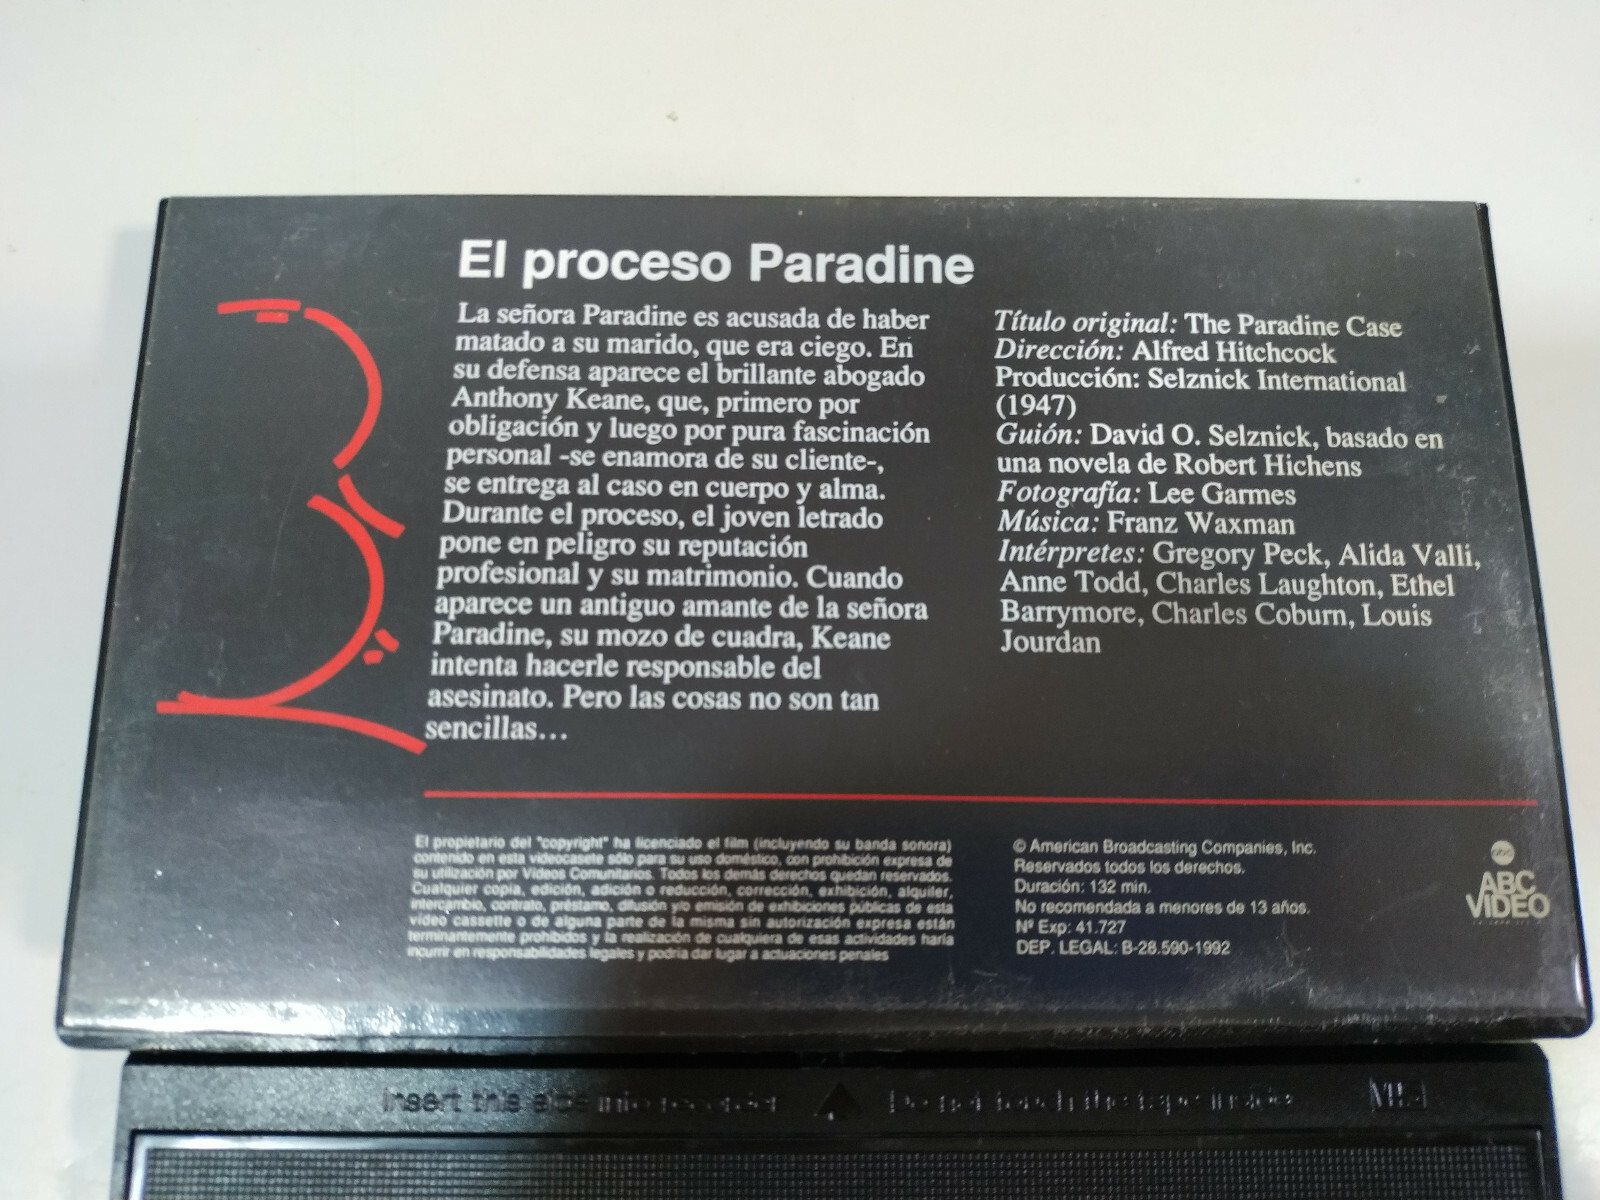 El proceso Paradine
La señora Paradine es acusada de haber
matado a su marido, que era ciego. En
su defensa aparece el brillante abogado
Anthony Keane, que, primero por
obligación y luego por pura fascinación
personal -se enamora de su cliente-,
se entrega al caso en cuerpo y alma.
Durante el proceso, el joven letrado
pone en peligro su reputación
profesional y su matrimonio. Cuando
aparece un antiguo amante de la señora
Paradine, su mozo de cuadra, Keane
intenta hacerle responsable del
asesinato. Pero las cosas no son tan
sencillas...
Título original: The Paradine Case
Dirección: Alfred Hitchcock
Producción: Selznick International
(1947)
Guión: David O. Selznick, basado en
una novela de Robert Hichens
Fotografía: Lee Garmes
Música: Franz Waxman
Intérpretes: Gregory Peck, Alida Valli,
Anne Todd, Charles Laughton, Ethel
Barrymore, Charles Coburn, Louis
Jourdan
El propietario del "copyright" ha licenciado el film (incluyendo su banda sonora)
contenido en esta videocasete sólo para su uso doméstico, con prohibición expresa de
su utilización por Vídeos Comunitarios. Todos los demás derechos quedan reservados.
Cualquier copia, edición, adición o reducción, corrección, exhibición, alquiler,
intercambio, contrato, préstamo, difusión y/o emisión de exhibiciones públicas de esta
video cassette o de alguna parte de la misma sin autorización expresa están
terminantemente prohibidos y la realización de cualquiera de esas actividades haría
incurrir en responsabilidades legales y podría dar lugar a actuaciones penales
© American Broadcasting Companies, Inc.
Reservados todos los derechos.
Duración: 132 min.
No recomendada a menores de 13 años.
Nº Exp: 41.727
DEP. LEGAL: B-28.590-1992
abc
ABC
VIDEO
Insert this side into recorder
Do not touch the tape inside